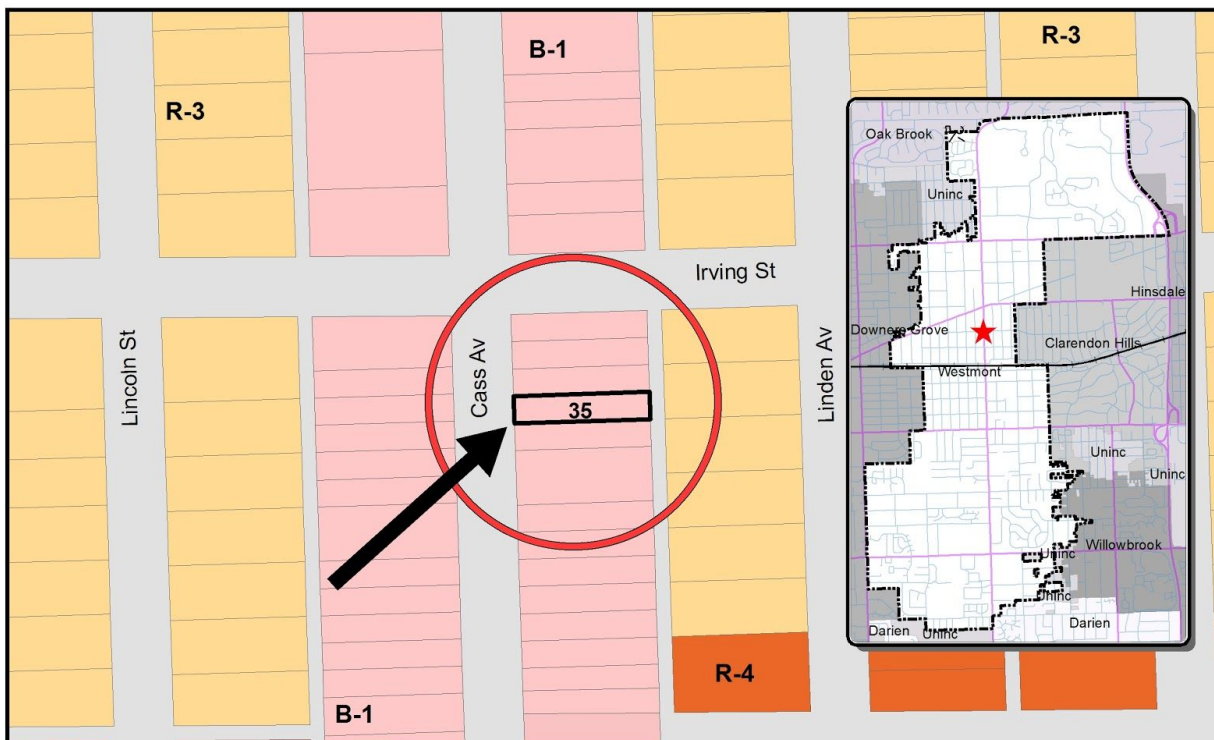 B-1
R-3
R-3
Irving St
Lincoln St
Cass Av
Linden Av
35
R-4
B-1
Oak Brook
Uninc
Hinsdale
Downers Grove
Clarendon Hills
Westmont
Uninc
Uninc
Uninc
Willowbrook
Uninc
Darien
Uninc
Darien